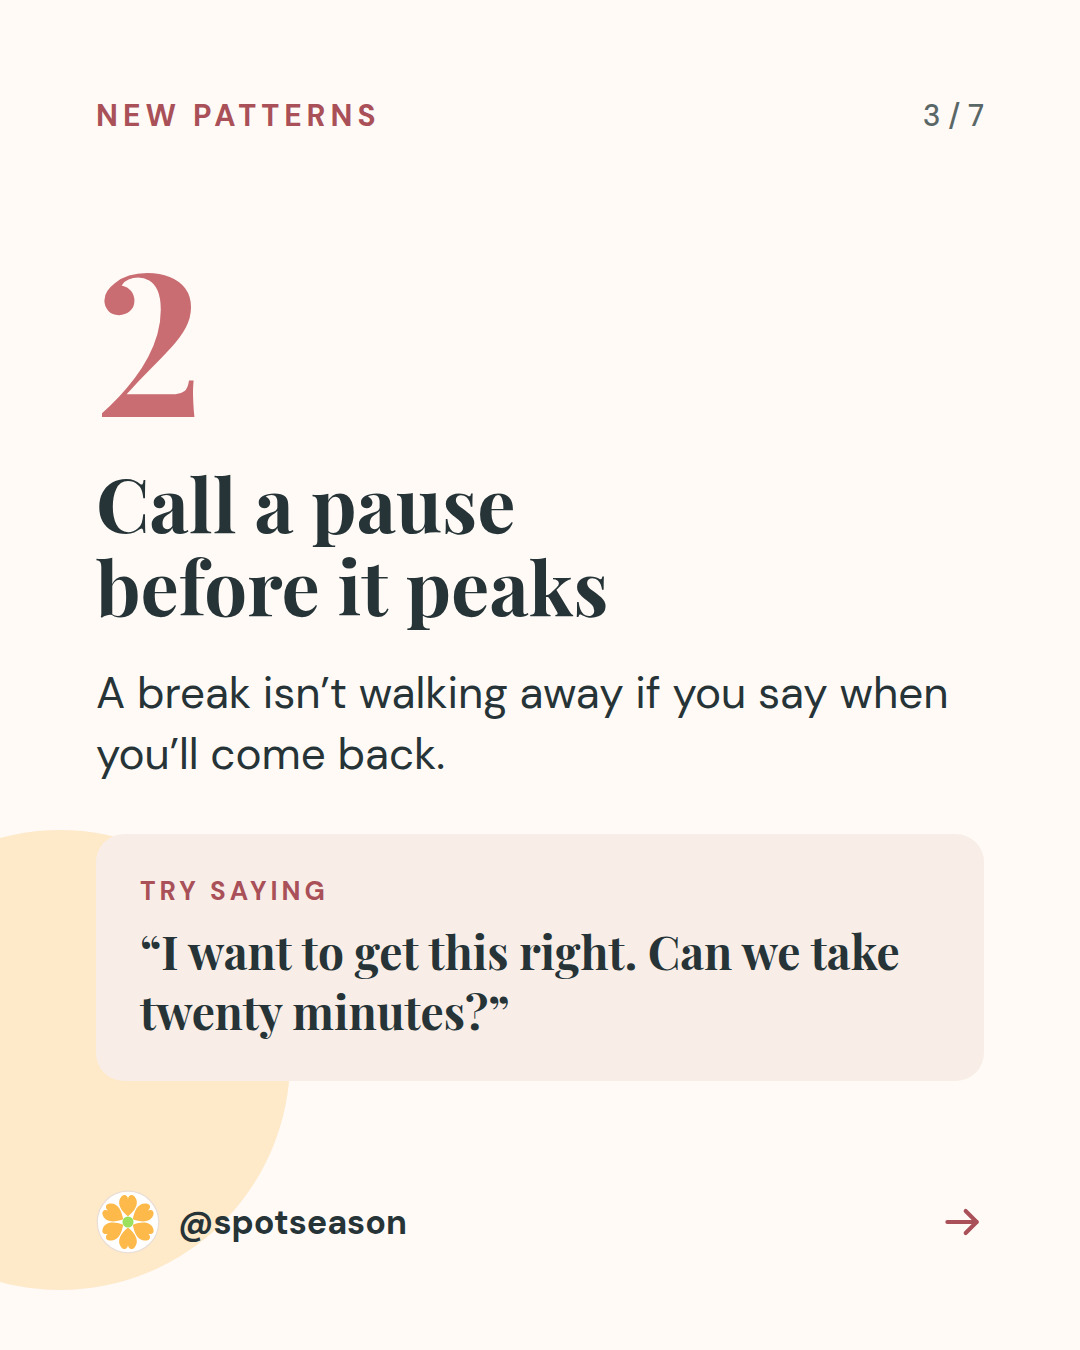 NEW PATTERNS
3 / 7
2
Call a pause
before it peaks
A break isn’t walking away if you say when
you’ll come back.
TRY SAYING
“I want to get this right. Can we take
twenty minutes?”
@spotseason